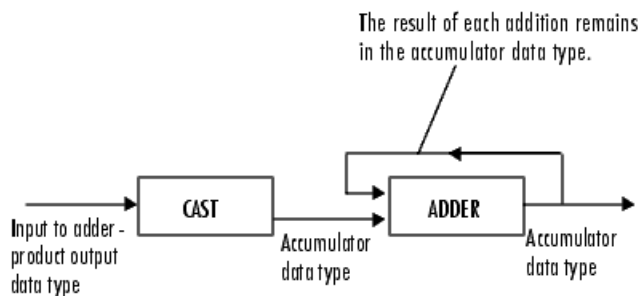 The result of each addition remains
in the accumulator data type.
CAST
ADDER
Input to adder -
product output
data type
Accumulator
data type
Accumulator
data type